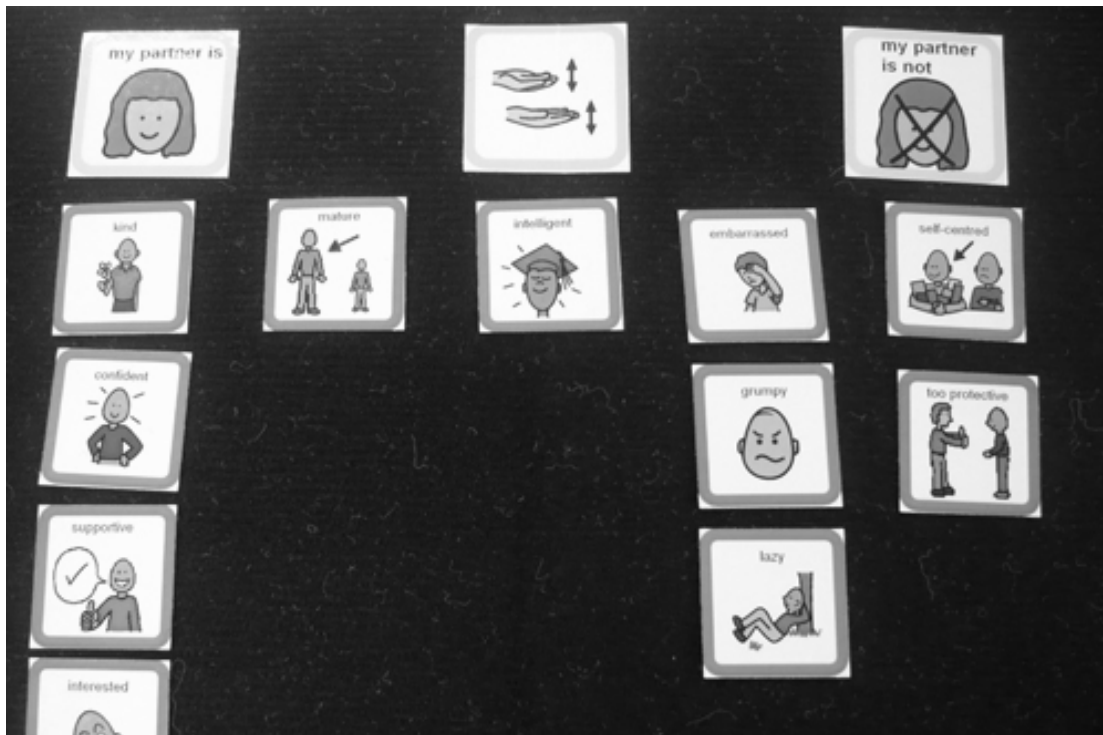 my partner is
my partner
is not
kind
mature
intelligent
embarrassed
self-centred
confident
grumpy
too protective
supportive
lazy
interested